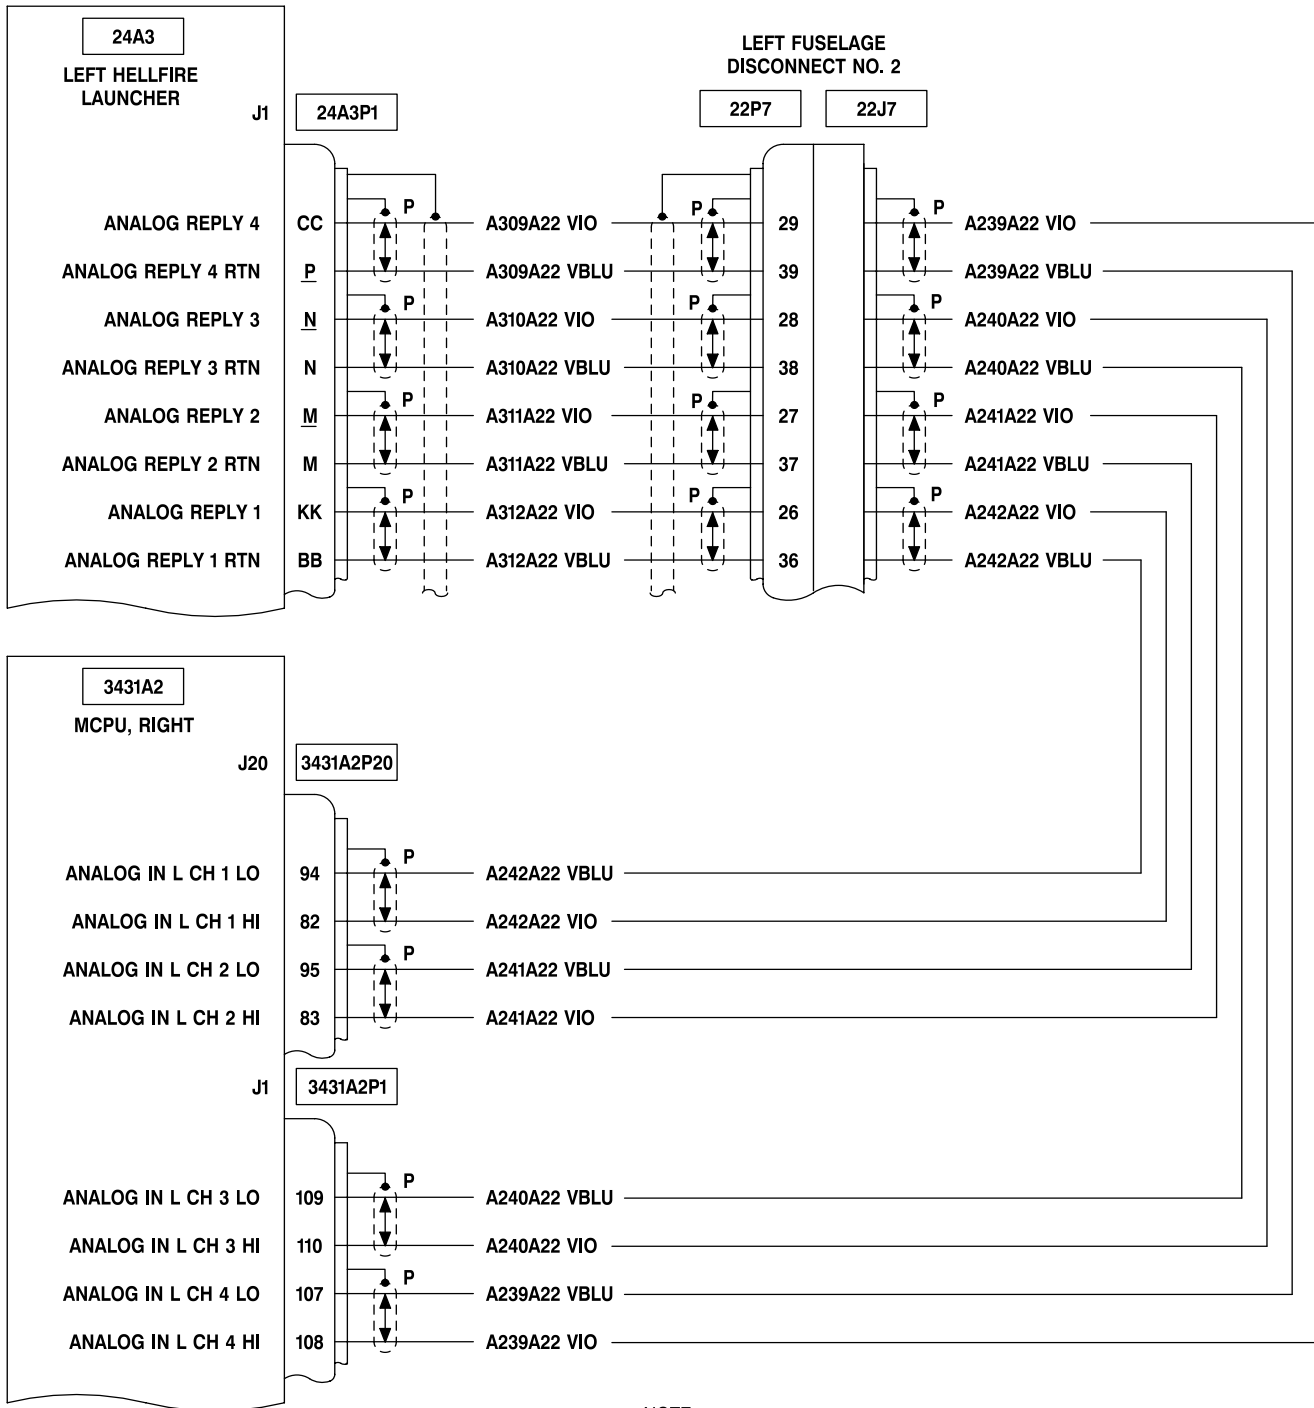 24A3
LEFT HELLFIRE
LAUNCHER
J1 24A3P1
LEFT FUSELAGE
DISCONNECT NO. 2
22P7 22J7
ANALOG REPLY 4 CC P A309A22 VIO P 29 P A239A22 VIO
ANALOG REPLY 4 RTN P A309A22 VBLU 39 A239A22 VBLU
ANALOG REPLY 3 N P A310A22 VIO P 28 P A240A22 VIO
ANALOG REPLY 3 RTN N A310A22 VBLU 38 A240A22 VBLU
ANALOG REPLY 2 M P A311A22 VIO P 27 P A241A22 VIO
ANALOG REPLY 2 RTN M A311A22 VBLU 37 A241A22 VBLU
ANALOG REPLY 1 KK P A312A22 VIO P 26 P A242A22 VIO
ANALOG REPLY 1 RTN BB A312A22 VBLU 36 A242A22 VBLU
3431A2
MCPU, RIGHT
J20 3431A2P20
ANALOG IN L CH 1 LO 94 P A242A22 VBLU
ANALOG IN L CH 1 HI 82 A242A22 VIO
ANALOG IN L CH 2 LO 95 P A241A22 VBLU
ANALOG IN L CH 2 HI 83 A241A22 VIO
J1 3431A2P1
ANALOG IN L CH 3 LO 109 P A240A22 VBLU
ANALOG IN L CH 3 HI 110 A240A22 VIO
ANALOG IN L CH 4 LO 107 P A239A22 VBLU
ANALOG IN L CH 4 HI 108 A239A22 VIO